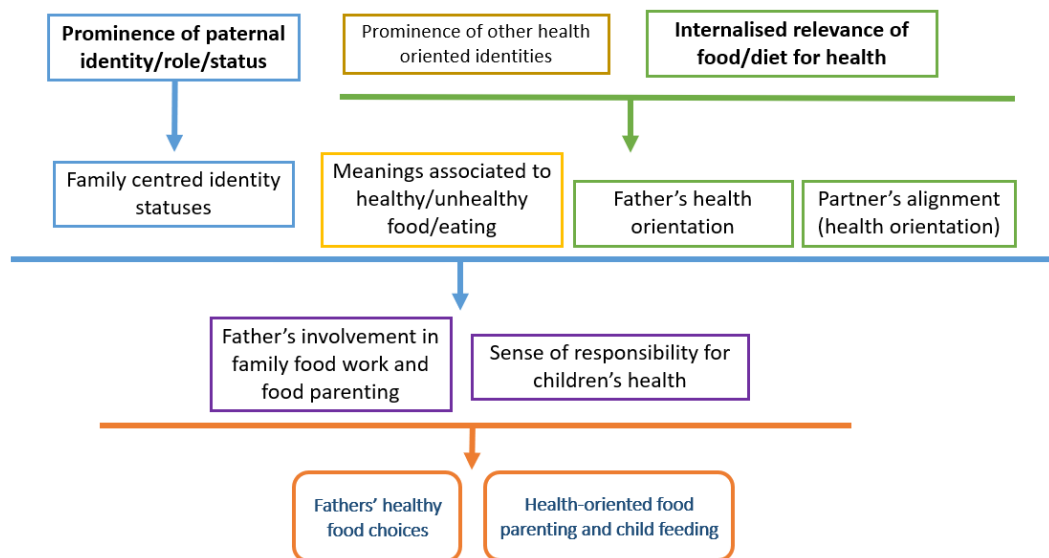 Prominence of paternal
identity/role/status
Prominence of other health
oriented identities
Internalised relevance of
food/diet for health
Family centred identity
statuses
Meanings associated to
healthy/unhealthy
food/eating
Father’s health
orientation
Partner’s alignment
(health orientation)
Father’s involvement in
family food work and
food parenting
Sense of responsibility for
children’s health
Fathers’ healthy
food choices
Health-oriented food
parenting and child feeding